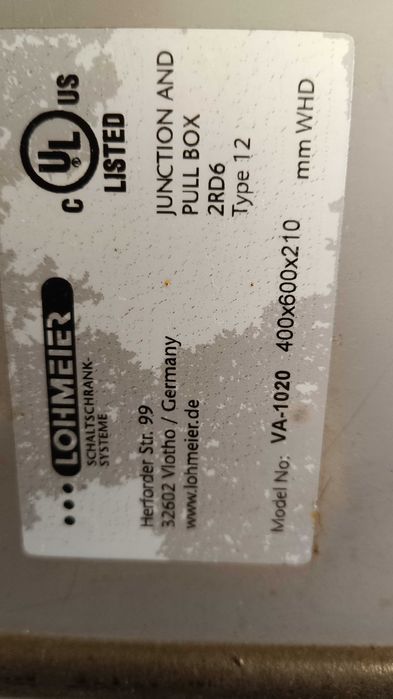 ••• LOHMEIER
SCHALTSCHRANK-
SYSTEME
C UL® US
LISTED
Herforder Str. 99
32602 Vlotho / Germany
www.lohmeier.de
JUNCTION AND
PULL BOX
2RD6
Type 12
Model No: VA-1020 400x600x210 mm WHD